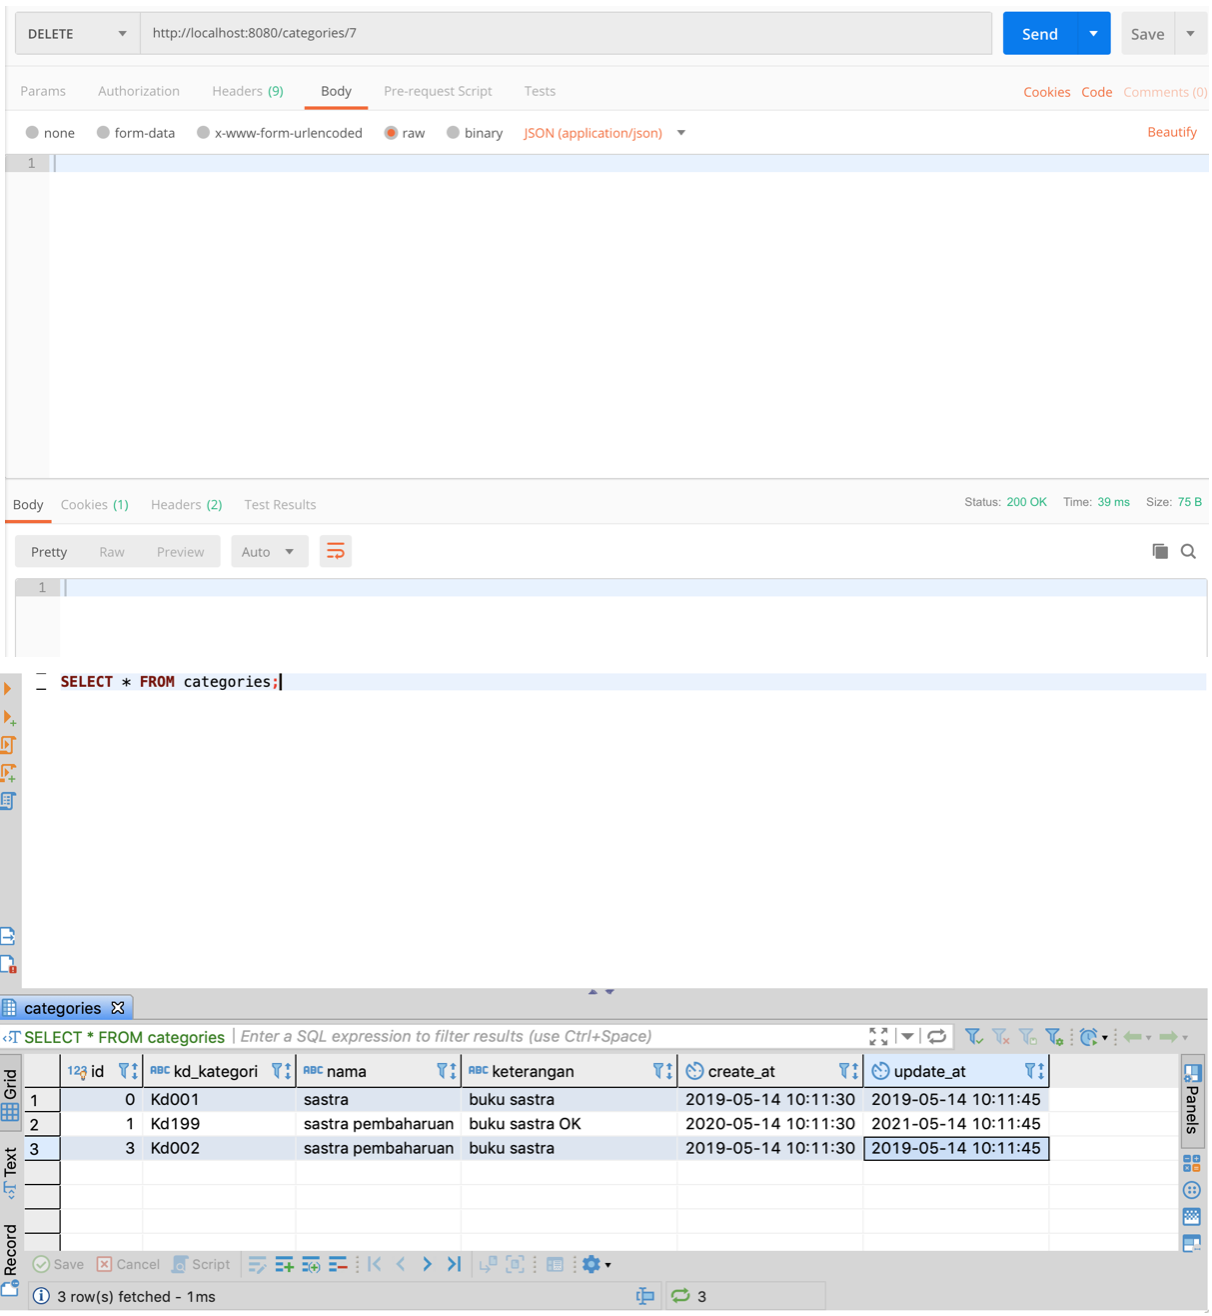 DELETE http://localhost:8080/categories/7 Send Save
Params Authorization Headers (9) Body Pre-request Script Tests Cookies Code Comments (0)
none form-data x-www-form-urlencoded raw binary JSON (application/json) Beautify
1
Body Cookies (1) Headers (2) Test Results Status: 200 OK Time: 39 ms Size: 75 B
Pretty Raw Preview Auto
1
SELECT * FROM categories;
categories
SELECT * FROM categories Enter a SQL expression to filter results (use Ctrl+Space)
Grid
Text
Record
Panels
123 id ABC kd_kategori ABC nama ABC keterangan create_at update_at
1 0 Kd001 sastra buku sastra 2019-05-14 10:11:30 2019-05-14 10:11:45
2 1 Kd199 sastra pembaharuan buku sastra OK 2020-05-14 10:11:30 2021-05-14 10:11:45
3 3 Kd002 sastra pembaharuan buku sastra 2019-05-14 10:11:30 2019-05-14 10:11:45
Save Cancel Script
3 row(s) fetched - 1ms 3